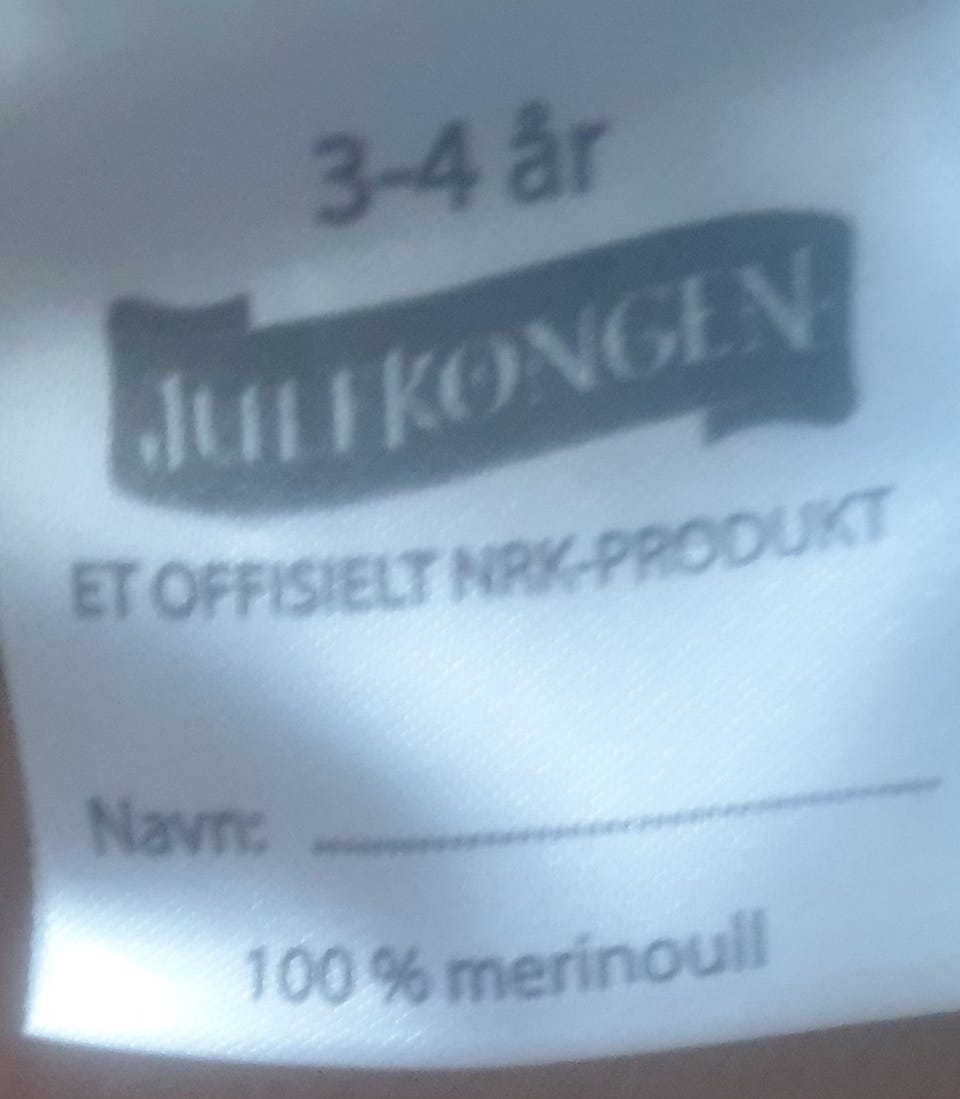 3-4 år
JULEKONGEN
ET OFFISIELT NRK-PRODUKT
Navn:
100 % merinoull